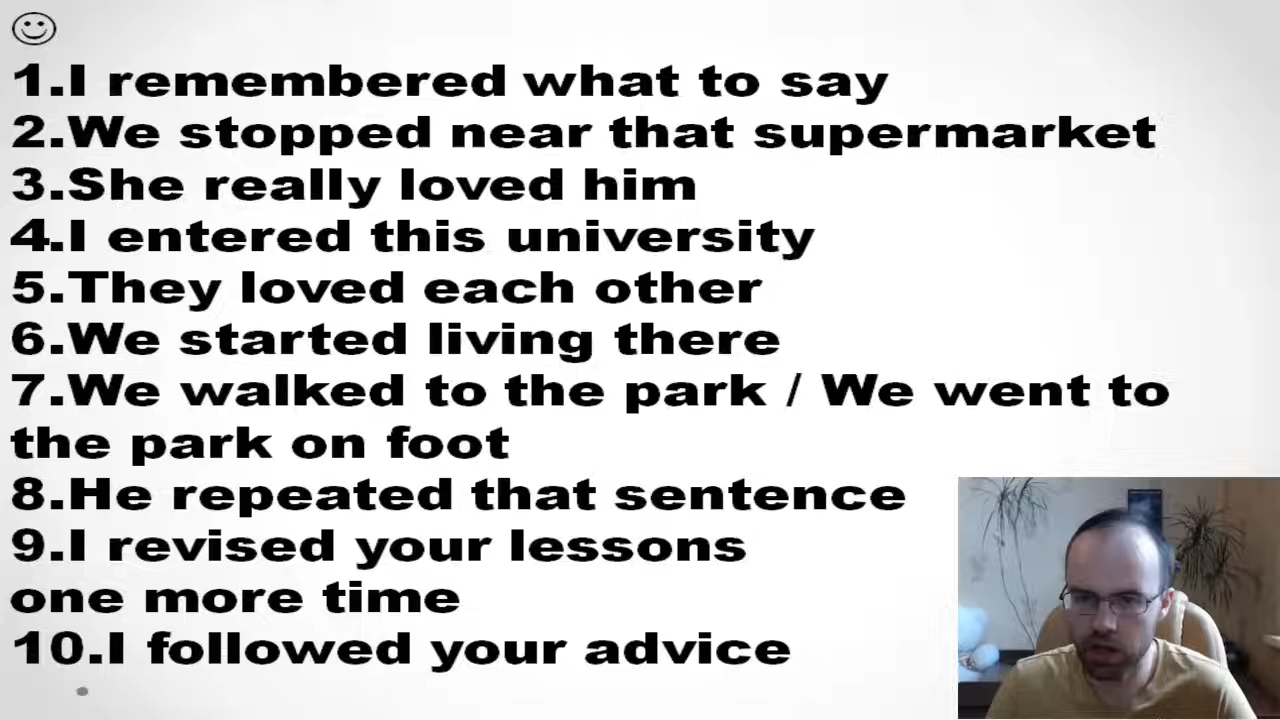 1.I remembered what to say
2.We stopped near that supermarket
3.She really loved him
4.I entered this university
5.They loved each other
6.We started living there
7.We walked to the park / We went to
the park on foot
8.He repeated that sentence
9.I revised your lessons
one more time
10.I followed your advice